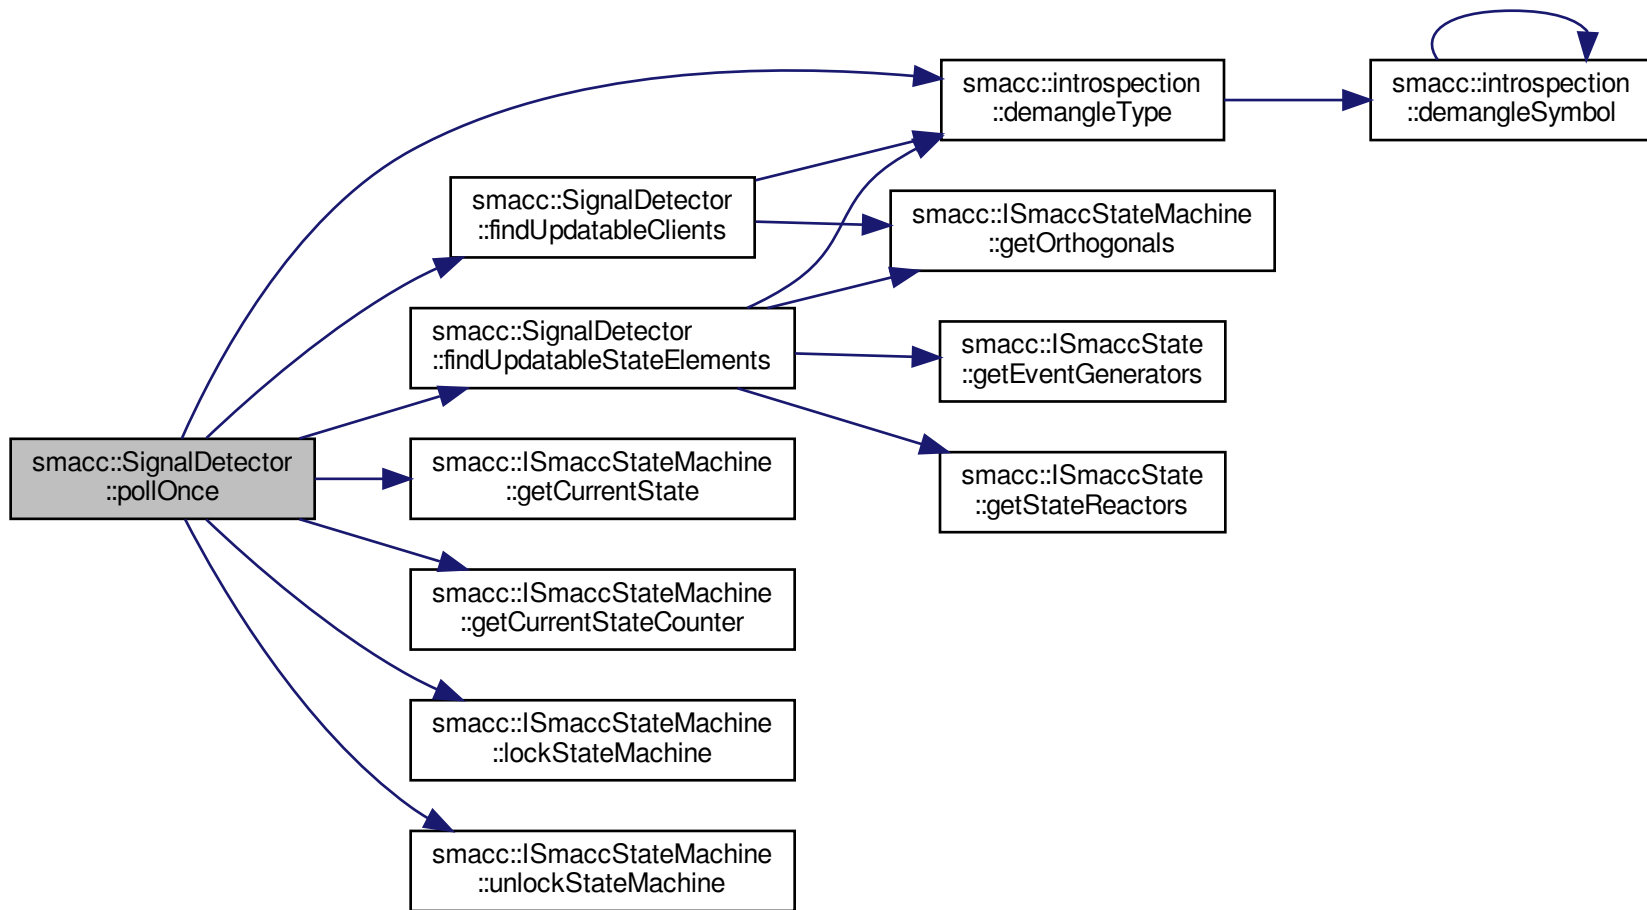 smacc::introspection
::demangleType
smacc::introspection
::demangleSymbol
smacc::SignalDetector
::findUpdatableClients
smacc::ISmaccStateMachine
::getOrthogonals
smacc::SignalDetector
::findUpdatableStateElements
smacc::ISmaccState
::getEventGenerators
smacc::SignalDetector
::pollOnce
smacc::ISmaccStateMachine
::getCurrentState
smacc::ISmaccState
::getStateReactors
smacc::ISmaccStateMachine
::getCurrentStateCounter
smacc::ISmaccStateMachine
::lockStateMachine
smacc::ISmaccStateMachine
::unlockStateMachine